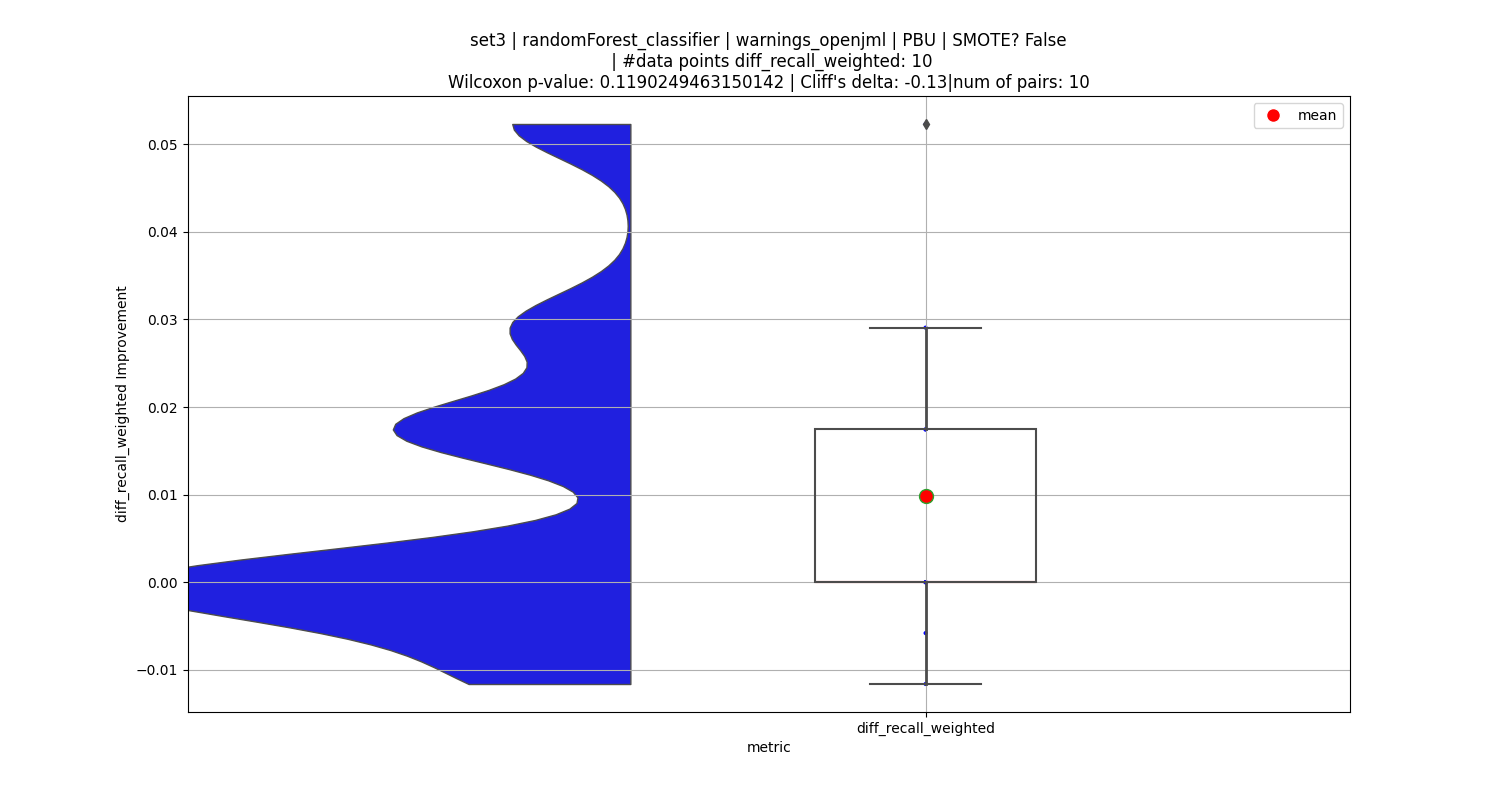 set3 | randomForest_classifier | warnings_openjml | PBU | SMOTE? False
| #data points diff_recall_weighted: 10
Wilcoxon p-value: 0.1190249463150142 | Cliff's delta: -0.13|num of pairs: 10
mean
0.05
0.04
0.03
0.02
0.01
0.00
−0.01
diff_recall_weighted Improvement
diff_recall_weighted
metric